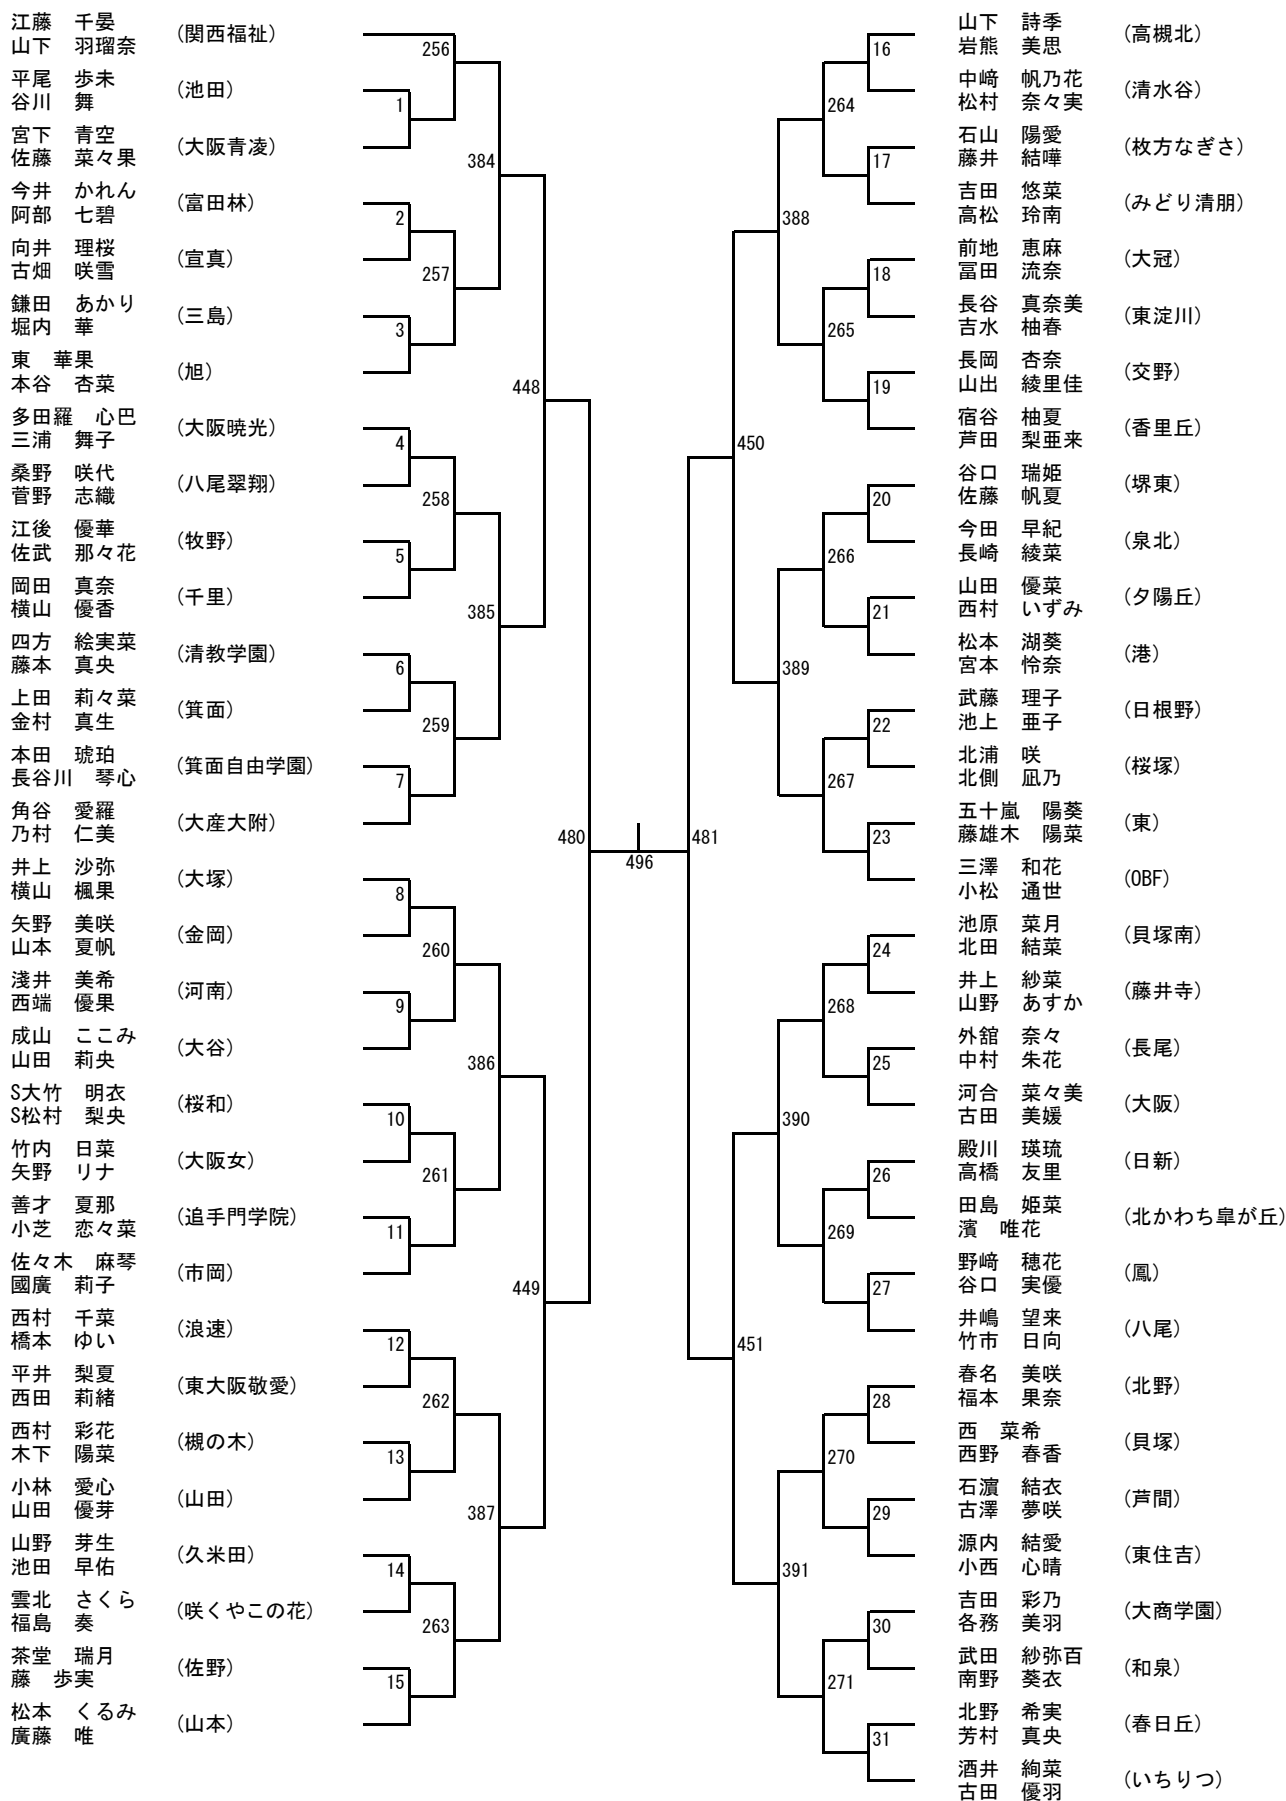 江藤　千晏
山下　羽瑠奈
(関西福祉)
平尾　歩未
谷川　舞
(池田)
宮下　青空
佐藤　菜々果
(大阪青凌)
今井　かれん
阿部　七碧
(富田林)
向井　理桜
古畑　咲雪
(宣真)
鎌田　あかり
堀内　華
(三島)
東　華果
本谷　杏菜
(旭)
多田羅　心巴
三浦　舞子
(大阪暁光)
桑野　咲代
菅野　志織
(八尾翠翔)
江後　優華
佐武　那々花
(牧野)
岡田　真奈
横山　優香
(千里)
四方　絵実菜
藤本　真央
(清教学園)
上田　莉々菜
金村　真生
(箕面)
本田　琥珀
長谷川　琴心
(箕面自由学園)
角谷　愛羅
乃村　仁美
(大産大附)
井上　沙弥
横山　楓果
(大塚)
矢野　美咲
山本　夏帆
(金岡)
淺井　美希
西端　優果
(河南)
成山　ここみ
山田　莉央
(大谷)
S大竹　明衣
S松村　梨央
(桜和)
竹内　日菜
矢野　リナ
(大阪女)
善才　夏那
小芝　恋々菜
(追手門学院)
佐々木　麻琴
國廣　莉子
(市岡)
西村　千菜
橋本　ゆい
(浪速)
平井　梨夏
西田　莉緒
(東大阪敬愛)
西村　彩花
木下　陽菜
(槻の木)
小林　愛心
山田　優芽
(山田)
山野　芽生
池田　早佑
(久米田)
雲北　さくら
福島　奏
(咲くやこの花)
茶堂　瑞月
藤　歩実
(佐野)
松本　くるみ
廣藤　唯
(山本)
256
1
384
2
257
3
448
4
258
5
385
6
259
7
480
8
260
9
386
10
261
11
449
12
262
13
387
14
263
15
496
481
16
264
17
388
18
265
19
450
20
266
21
389
22
267
23
24
268
25
390
26
269
27
451
28
270
29
391
30
271
31
山下　詩季
岩熊　美思
(高槻北)
中﨑　帆乃花
松村　奈々実
(清水谷)
石山　陽愛
藤井　結嘩
(枚方なぎさ)
吉田　悠菜
高松　玲南
(みどり清朋)
前地　恵麻
冨田　流奈
(大冠)
長谷　真奈美
吉水　柚春
(東淀川)
長岡　杏奈
山出　綾里佳
(交野)
宿谷　柚夏
芦田　梨亜来
(香里丘)
谷口　瑞姫
佐藤　帆夏
(堺東)
今田　早紀
長崎　綾菜
(泉北)
山田　優菜
西村　いずみ
(夕陽丘)
松本　湖葵
宮本　怜奈
(港)
武藤　理子
池上　亜子
(日根野)
北浦　咲
北側　凪乃
(桜塚)
五十嵐　陽葵
藤雄木　陽菜
(東)
三澤　和花
小松　通世
(OBF)
池原　菜月
北田　結菜
(貝塚南)
井上　紗菜
山野　あすか
(藤井寺)
外舘　奈々
中村　朱花
(長尾)
河合　菜々美
古田　美媛
(大阪)
殿川　瑛琉
高橋　友里
(日新)
田島　姫菜
濱　唯花
(北かわち皐が丘)
野﨑　穂花
谷口　実優
(鳳)
井嶋　望来
竹市　日向
(八尾)
春名　美咲
福本　果奈
(北野)
西　菜希
西野　春香
(貝塚)
石濵　結衣
古澤　夢咲
(芦間)
源内　結愛
小西　心晴
(東住吉)
吉田　彩乃
各務　美羽
(大商学園)
武田　紗弥百
南野　葵衣
(和泉)
北野　希実
芳村　真央
(春日丘)
酒井　絢菜
古田　優羽
(いちりつ)